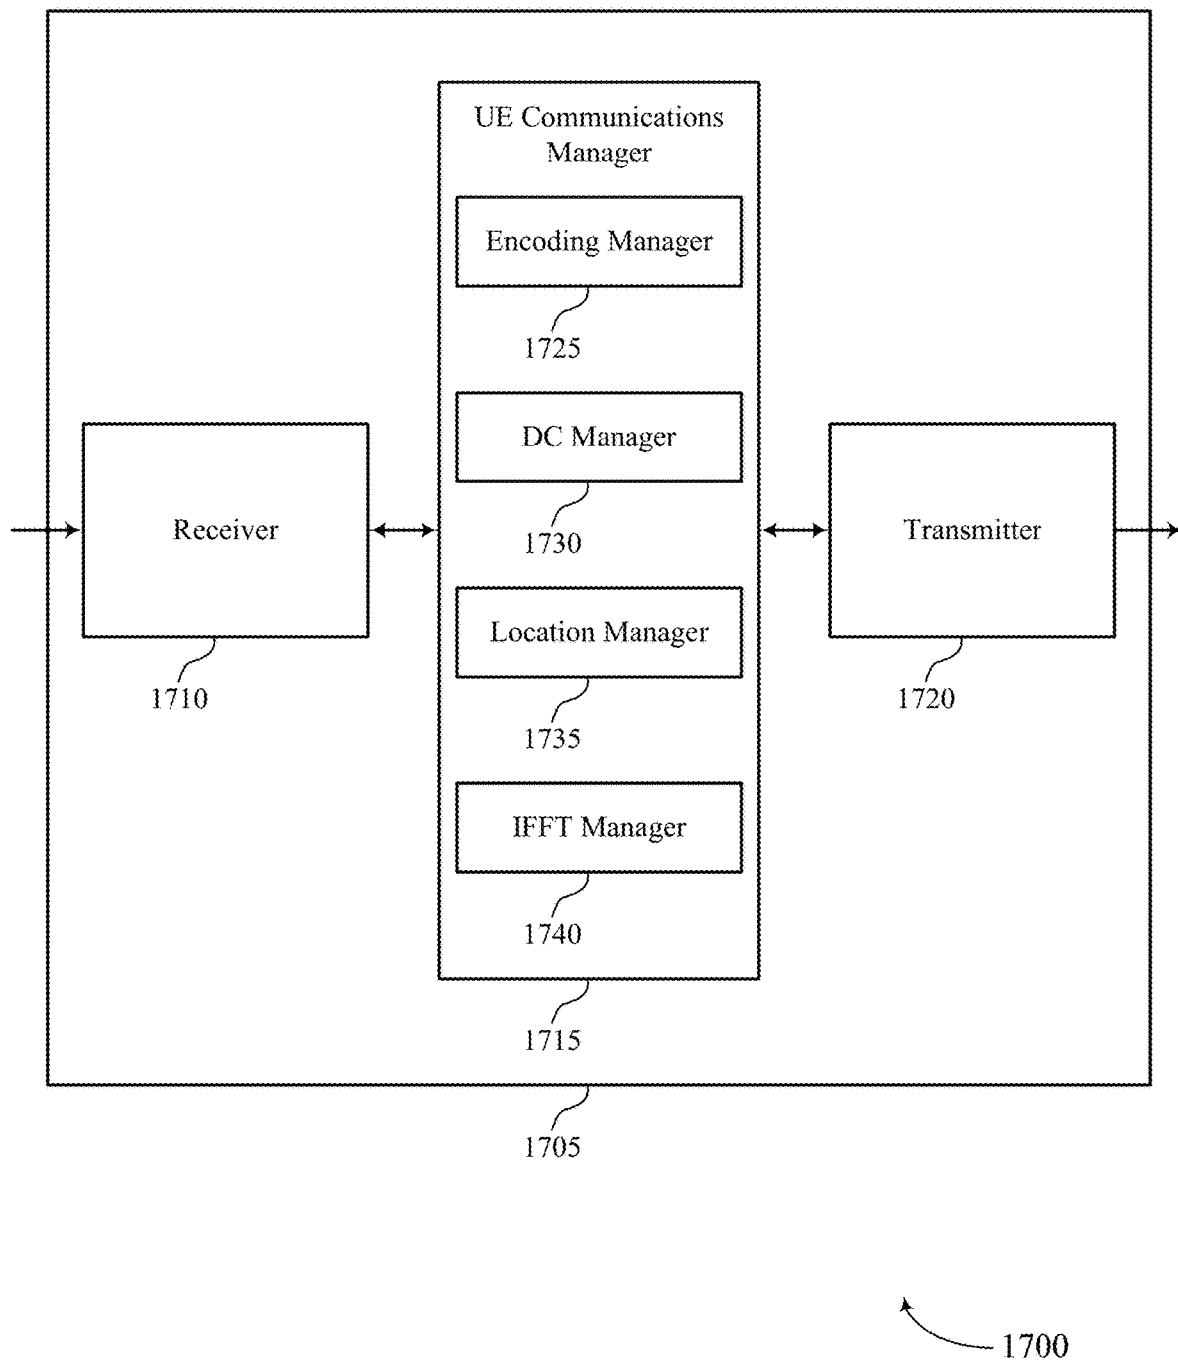 UE Communications
Manager
Encoding Manager
1725
DC Manager
1730
Receiver
Transmitter
Location Manager
1710
1720
1735
IFFT Manager
1740
1715
1705
1700